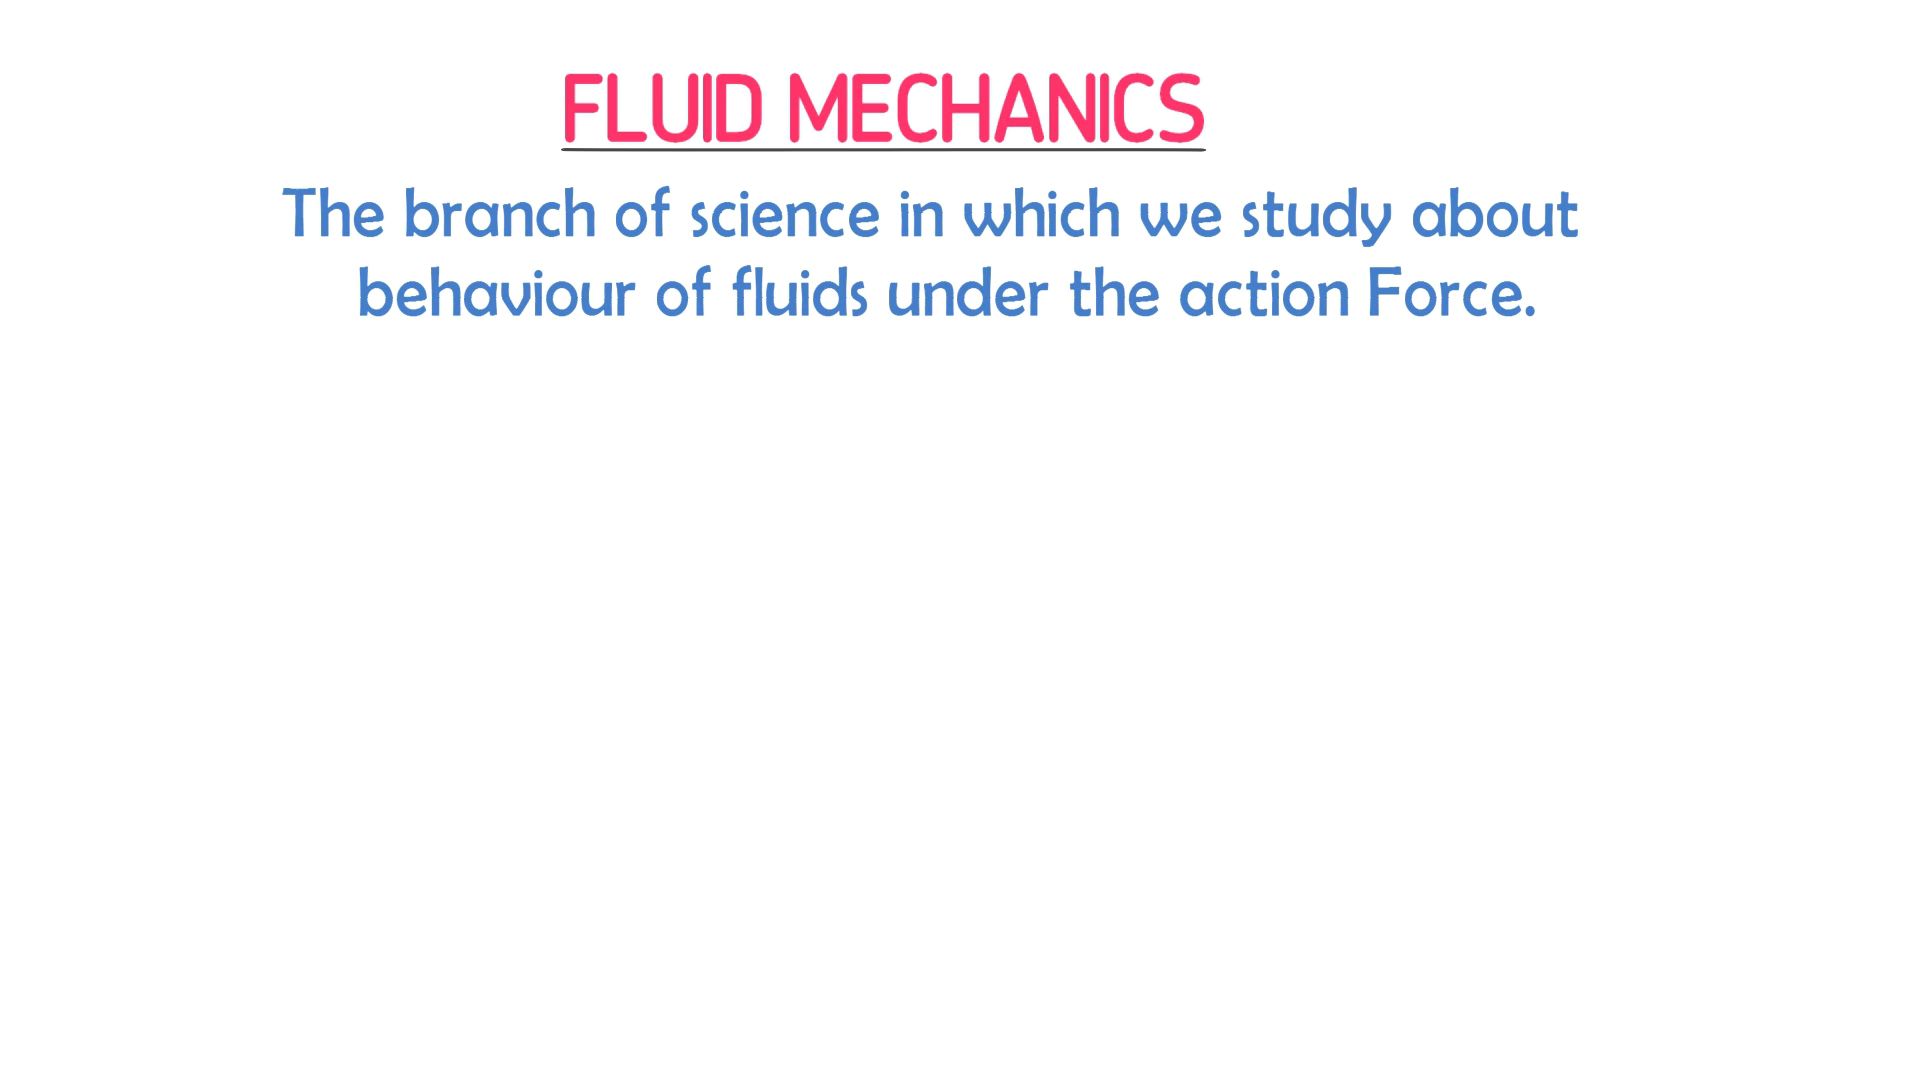 FLUID MECHANICS
The branch of science in which we study about
behaviour of fluids under the action Force.